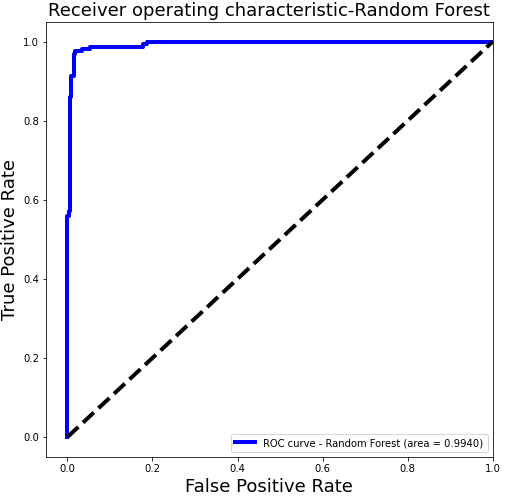 Receiver operating characteristic-Random Forest
True Positive Rate
1.0
0.8
0.6
0.4
0.2
0.0
0.0 0.2 0.4 0.6 0.8 1.0
False Positive Rate
ROC curve - Random Forest (area = 0.9940)